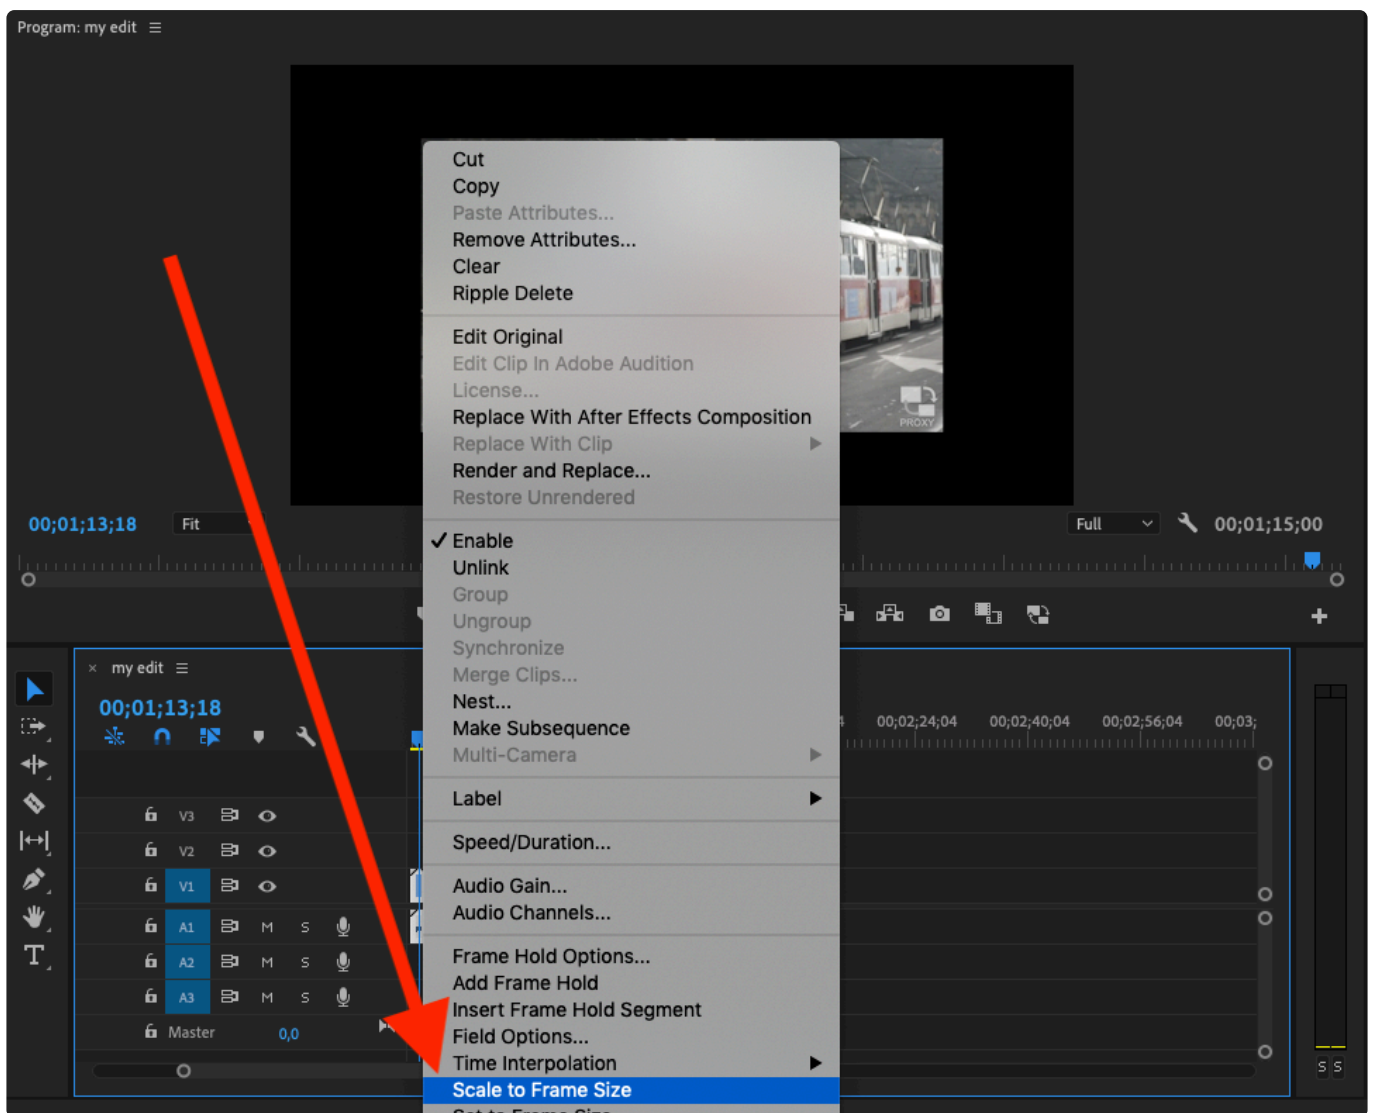 Program: my edit
Cut
Copy
Paste Attributes...
Remove Attributes...
Clear
Ripple Delete
Edit Original
Edit Clip In Adobe Audition
License...
Replace With After Effects Composition
Replace With Clip
Render and Replace...
Restore Unrendered
PROXY
00;01;13;18
Fit
Full
00;01;15;00
Enable
Unlink
Group
Ungroup
Synchronize
Merge Clips...
Nest...
Make Subsequence
Multi-Camera
Label
Speed/Duration...
Audio Gain...
Audio Channels...
Frame Hold Options...
Add Frame Hold
Insert Frame Hold Segment
Field Options...
Time Interpolation
Scale to Frame Size
Set to Frame Size
× my edit
00;01;13;18
4 00;02;24;04 00;02;40;04 00;02;56;04 00;03;
V3
V2
V1
A1 M S
A2 M S
A3 M S
Master 0,0
T
S S